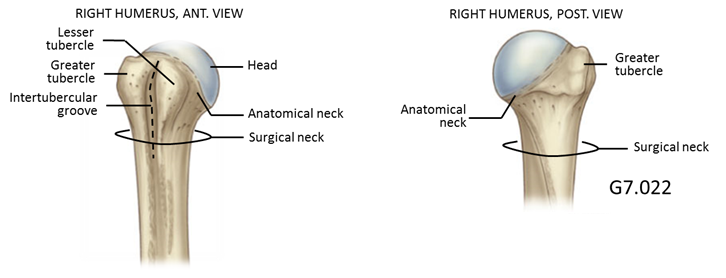 RIGHT HUMERUS, ANT. VIEW
Lesser
tubercle
Greater
tubercle
Intertubercular
groove
Head
Anatomical neck
Surgical neck
RIGHT HUMERUS, POST. VIEW
Greater
tubercle
Anatomical
neck
Surgical neck
G7.022